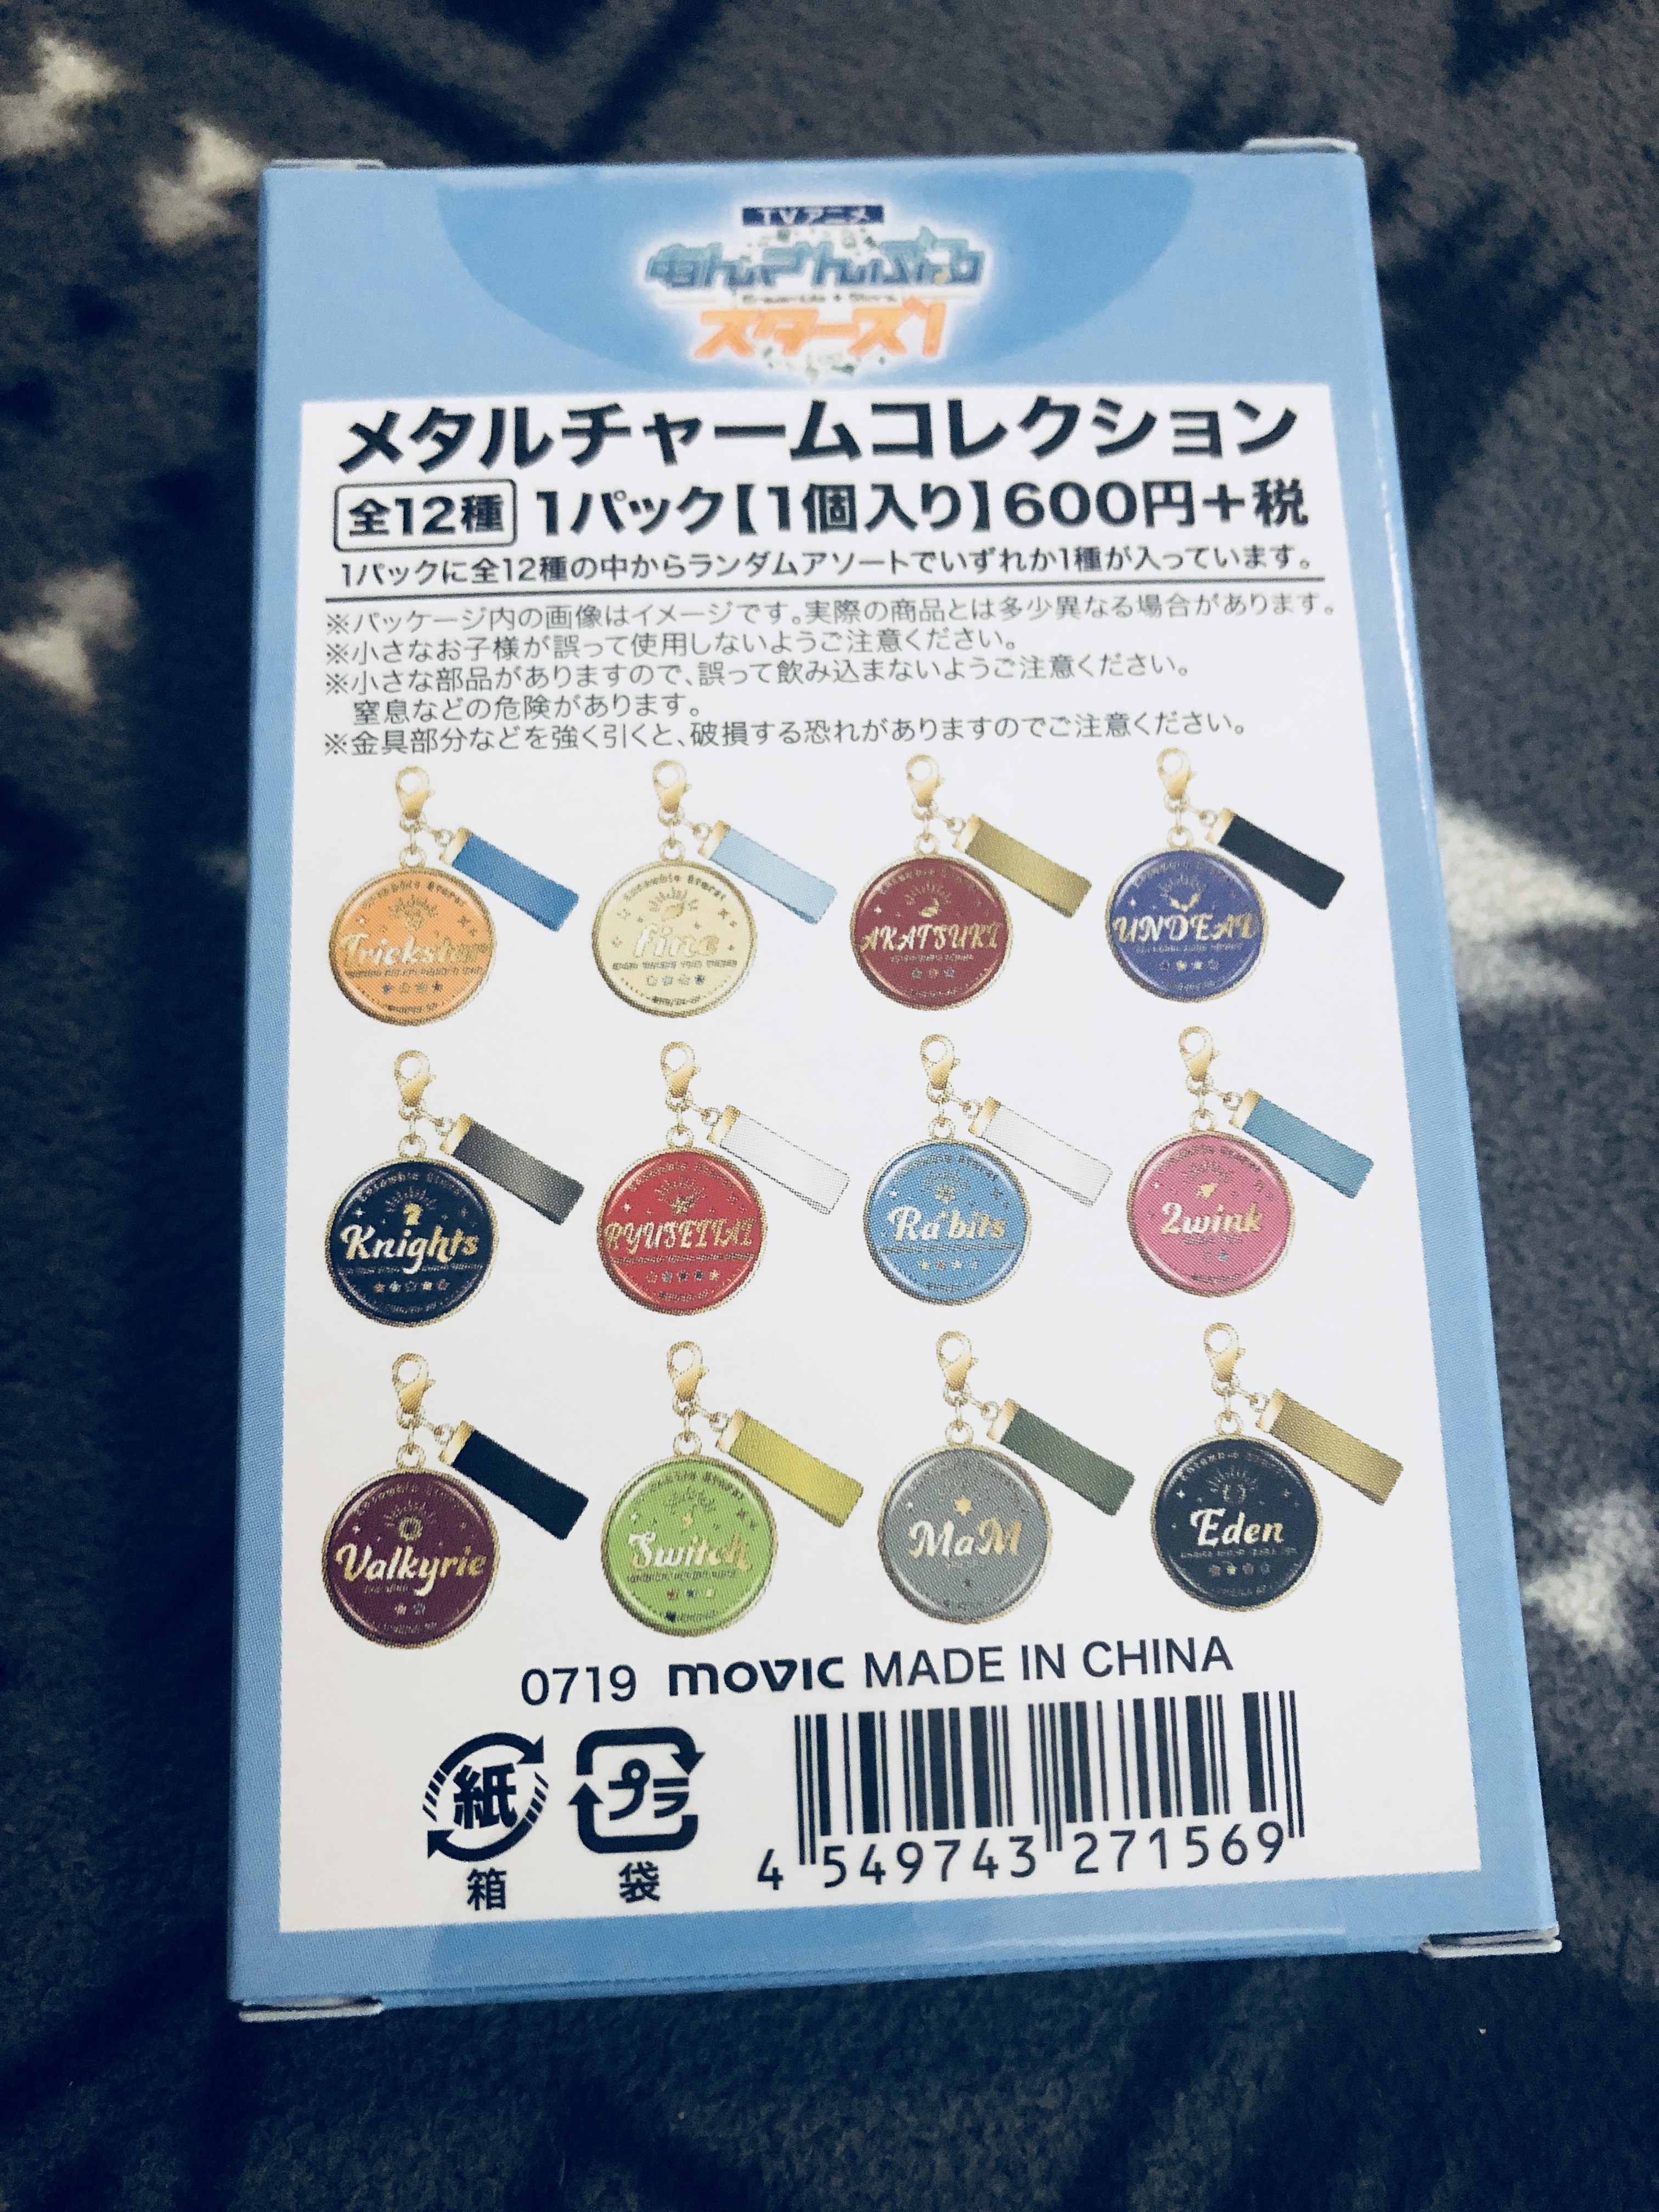 TVアニメ
あんさんぶる
スターズ!
メタルチャームコレクション
全12種 1パック【1個入り】600円+税
1パックに全12種の中からランダムアソートでいずれか1種が入っています。
※パッケージ内の画像はイメージです。実際の商品とは多少異なる場合があります。
※小さなお子様が誤って使用しないようご注意ください。
※小さな部品がありますので、誤って飲み込まないようご注意ください。
窒息などの危険があります。
※金具部分などを強く引くと、破損する恐れがありますのでご注意ください。
Trickstar
fine
AKATSUKI
UNDEAD
Knights
RYUSEITAI
Ra*bits
2wink
Valkyrie
Switch
MaM
Eden
0719 movic MADE IN CHINA
紙 プラ
箱 袋
4 549743 271569